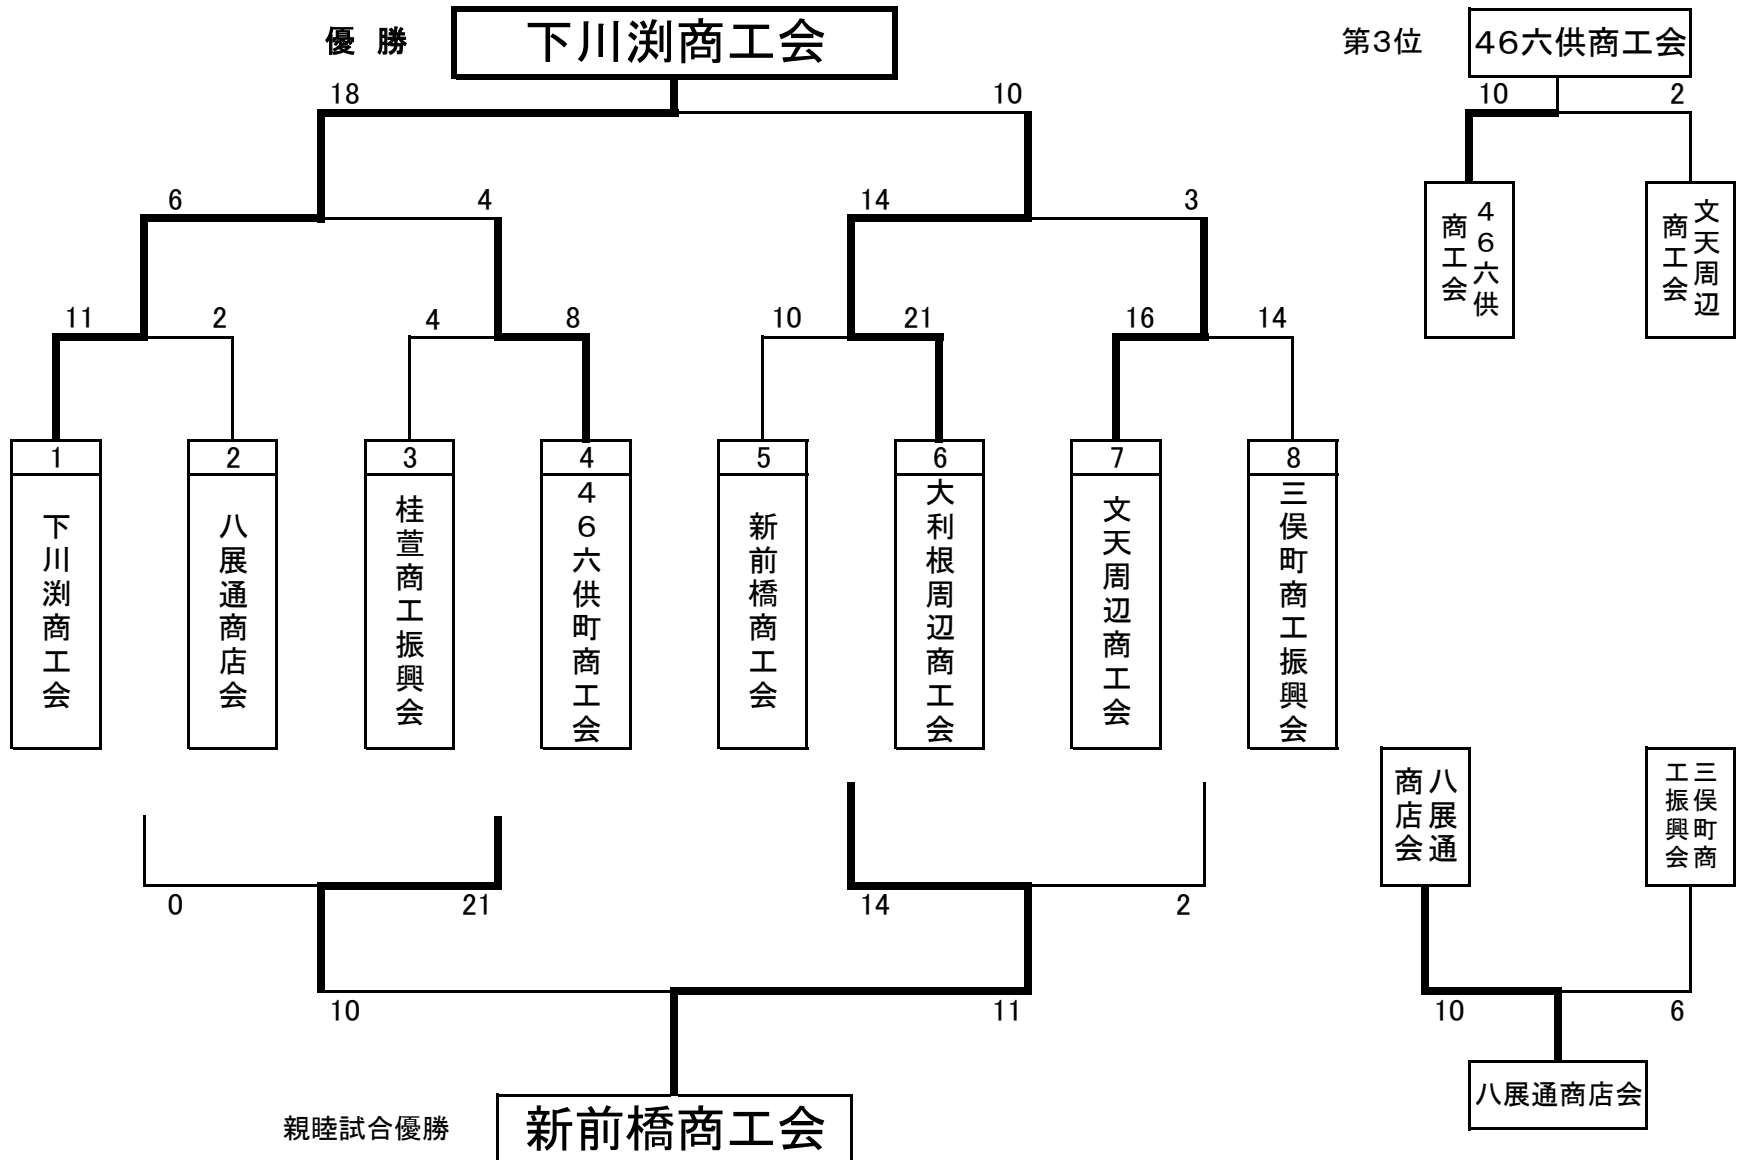 優 勝
下川渕商工会
第3位
46六供商工会
18
10
10
2
6
4
14
3
46六供
商工会
文天周辺
商工会
11
2
4
8
10
21
16
14
1
2
3
4
5
6
7
8
下川渕商工会
八展通商店会
桂萱商工振興会
46六供町商工会
新前橋商工会
大利根周辺商工会
文天周辺商工会
三俣町商工振興会
八展通
商店会
三俣町商
工振興会
0
21
14
2
10
11
10
6
親睦試合優勝
新前橋商工会
八展通商店会